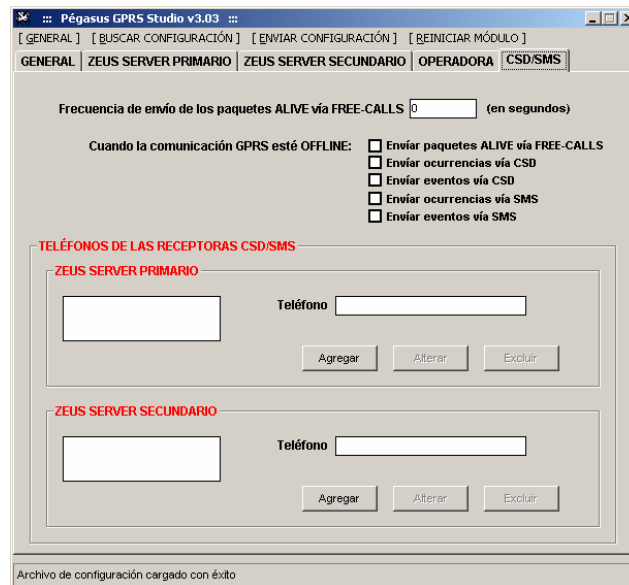 ::: Pégasus GPRS Studio v3.03 :::
[ GENERAL ] [ BUSCAR CONFIGURACIÓN ] [ ENVIAR CONFIGURACIÓN ] [ REINICIAR MÓDULO ]
GENERAL ZEUS SERVER PRIMARIO ZEUS SERVER SECUNDARIO OPERADORA CSD/SMS
Frecuencia de envío de los paquetes ALIVE vía FREE-CALLS 0 (en segundos)
Cuando la comunicación GPRS esté OFFLINE: Envíar paquetes ALIVE vía FREE-CALLS
Envíar ocurrencias vía CSD
Envíar eventos vía CSD
Envíar ocurrencias vía SMS
Envíar eventos vía SMS
TELÉFONOS DE LAS RECEPTORAS CSD/SMS
ZEUS SERVER PRIMARIO
Teléfono
Agregar Alterar Excluir
ZEUS SERVER SECUNDARIO
Teléfono
Agregar Alterar Excluir
Archivo de configuración cargado con éxito